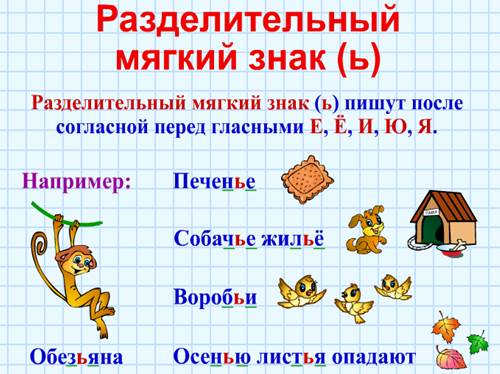 Разделительный
мягкий знак (ь)
Разделительный мягкий знак (ь) пишут после
согласной перед гласными Е, Ё, И, Ю, Я.
Например:
Печенье
Собачье жильё
Воробьи
Обезьяна
Осенью листья опадают